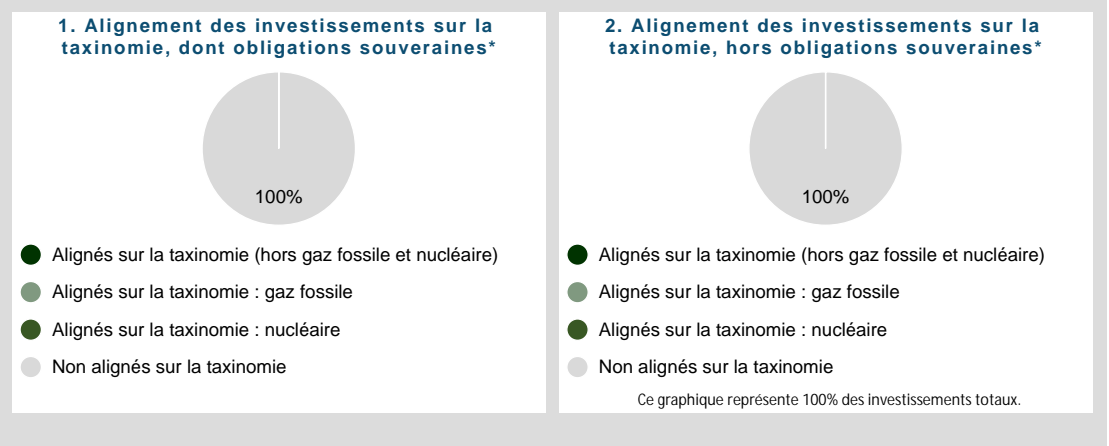 1. Alignement des investissements sur la
taxinomie, dont obligations souveraines*
100%
Alignés sur la taxinomie (hors gaz fossile et nucléaire)
Alignés sur la taxinomie : gaz fossile
Alignés sur la taxinomie : nucléaire
Non alignés sur la taxinomie
2. Alignement des investissements sur la
taxinomie, hors obligations souveraines*
100%
Alignés sur la taxinomie (hors gaz fossile et nucléaire)
Alignés sur la taxinomie : gaz fossile
Alignés sur la taxinomie : nucléaire
Non alignés sur la taxinomie
Ce graphique représente 100% des investissements totaux.